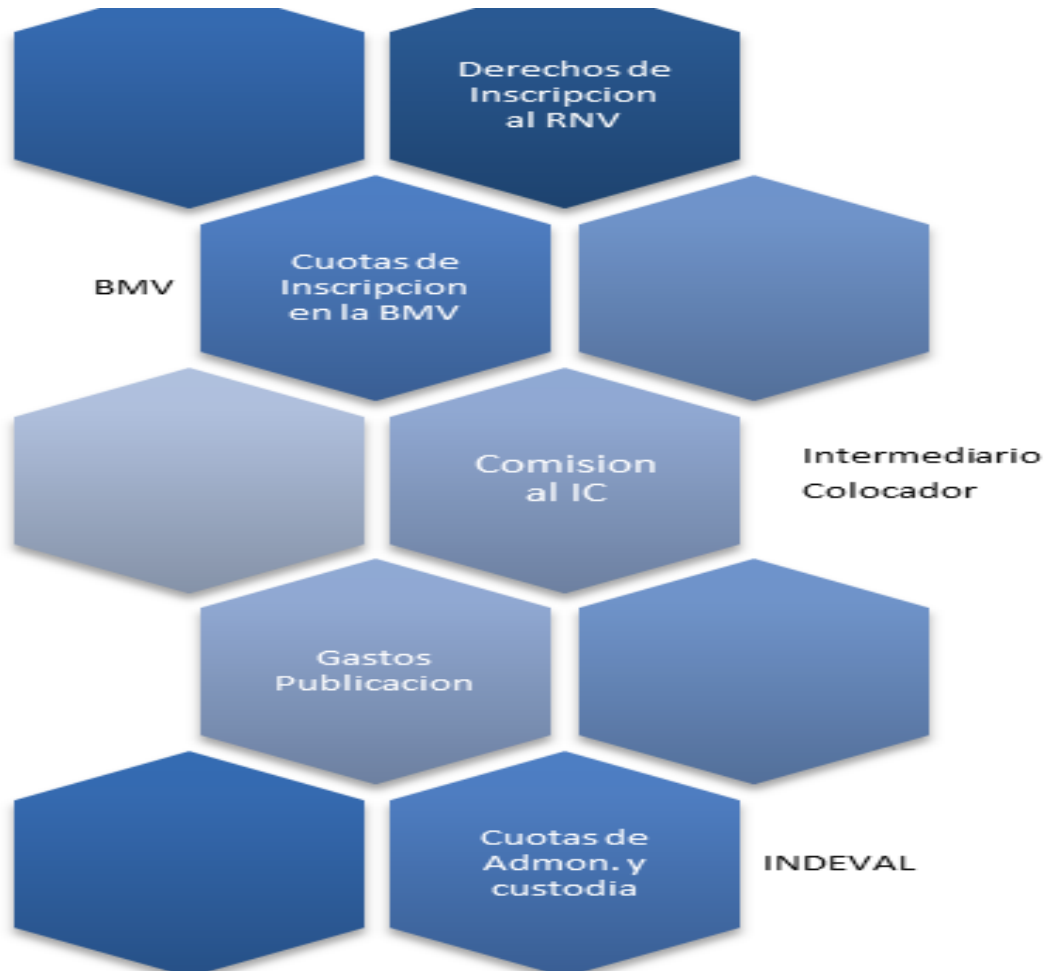 Derechos de
Inscripcion
al RNV
BMV
Cuotas de
Inscripcion
en la BMV
Comision
al IC
Intermediario
Colocador
Gastos
Publicacion
Cuotas de
Admon. y
custodia
INDEVAL